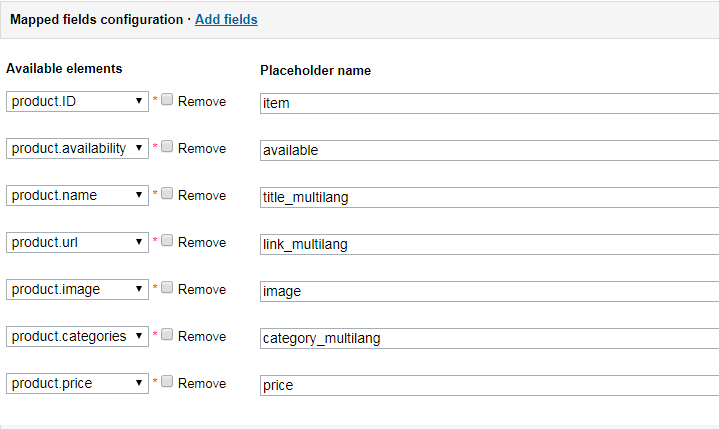 Mapped fields configuration · Add fields
Available elements Placeholder name
product.ID * Remove item
product.availability * Remove available
product.name * Remove title_multilang
product.url * Remove link_multilang
product.image * Remove image
product.categories * Remove category_multilang
product.price * Remove price